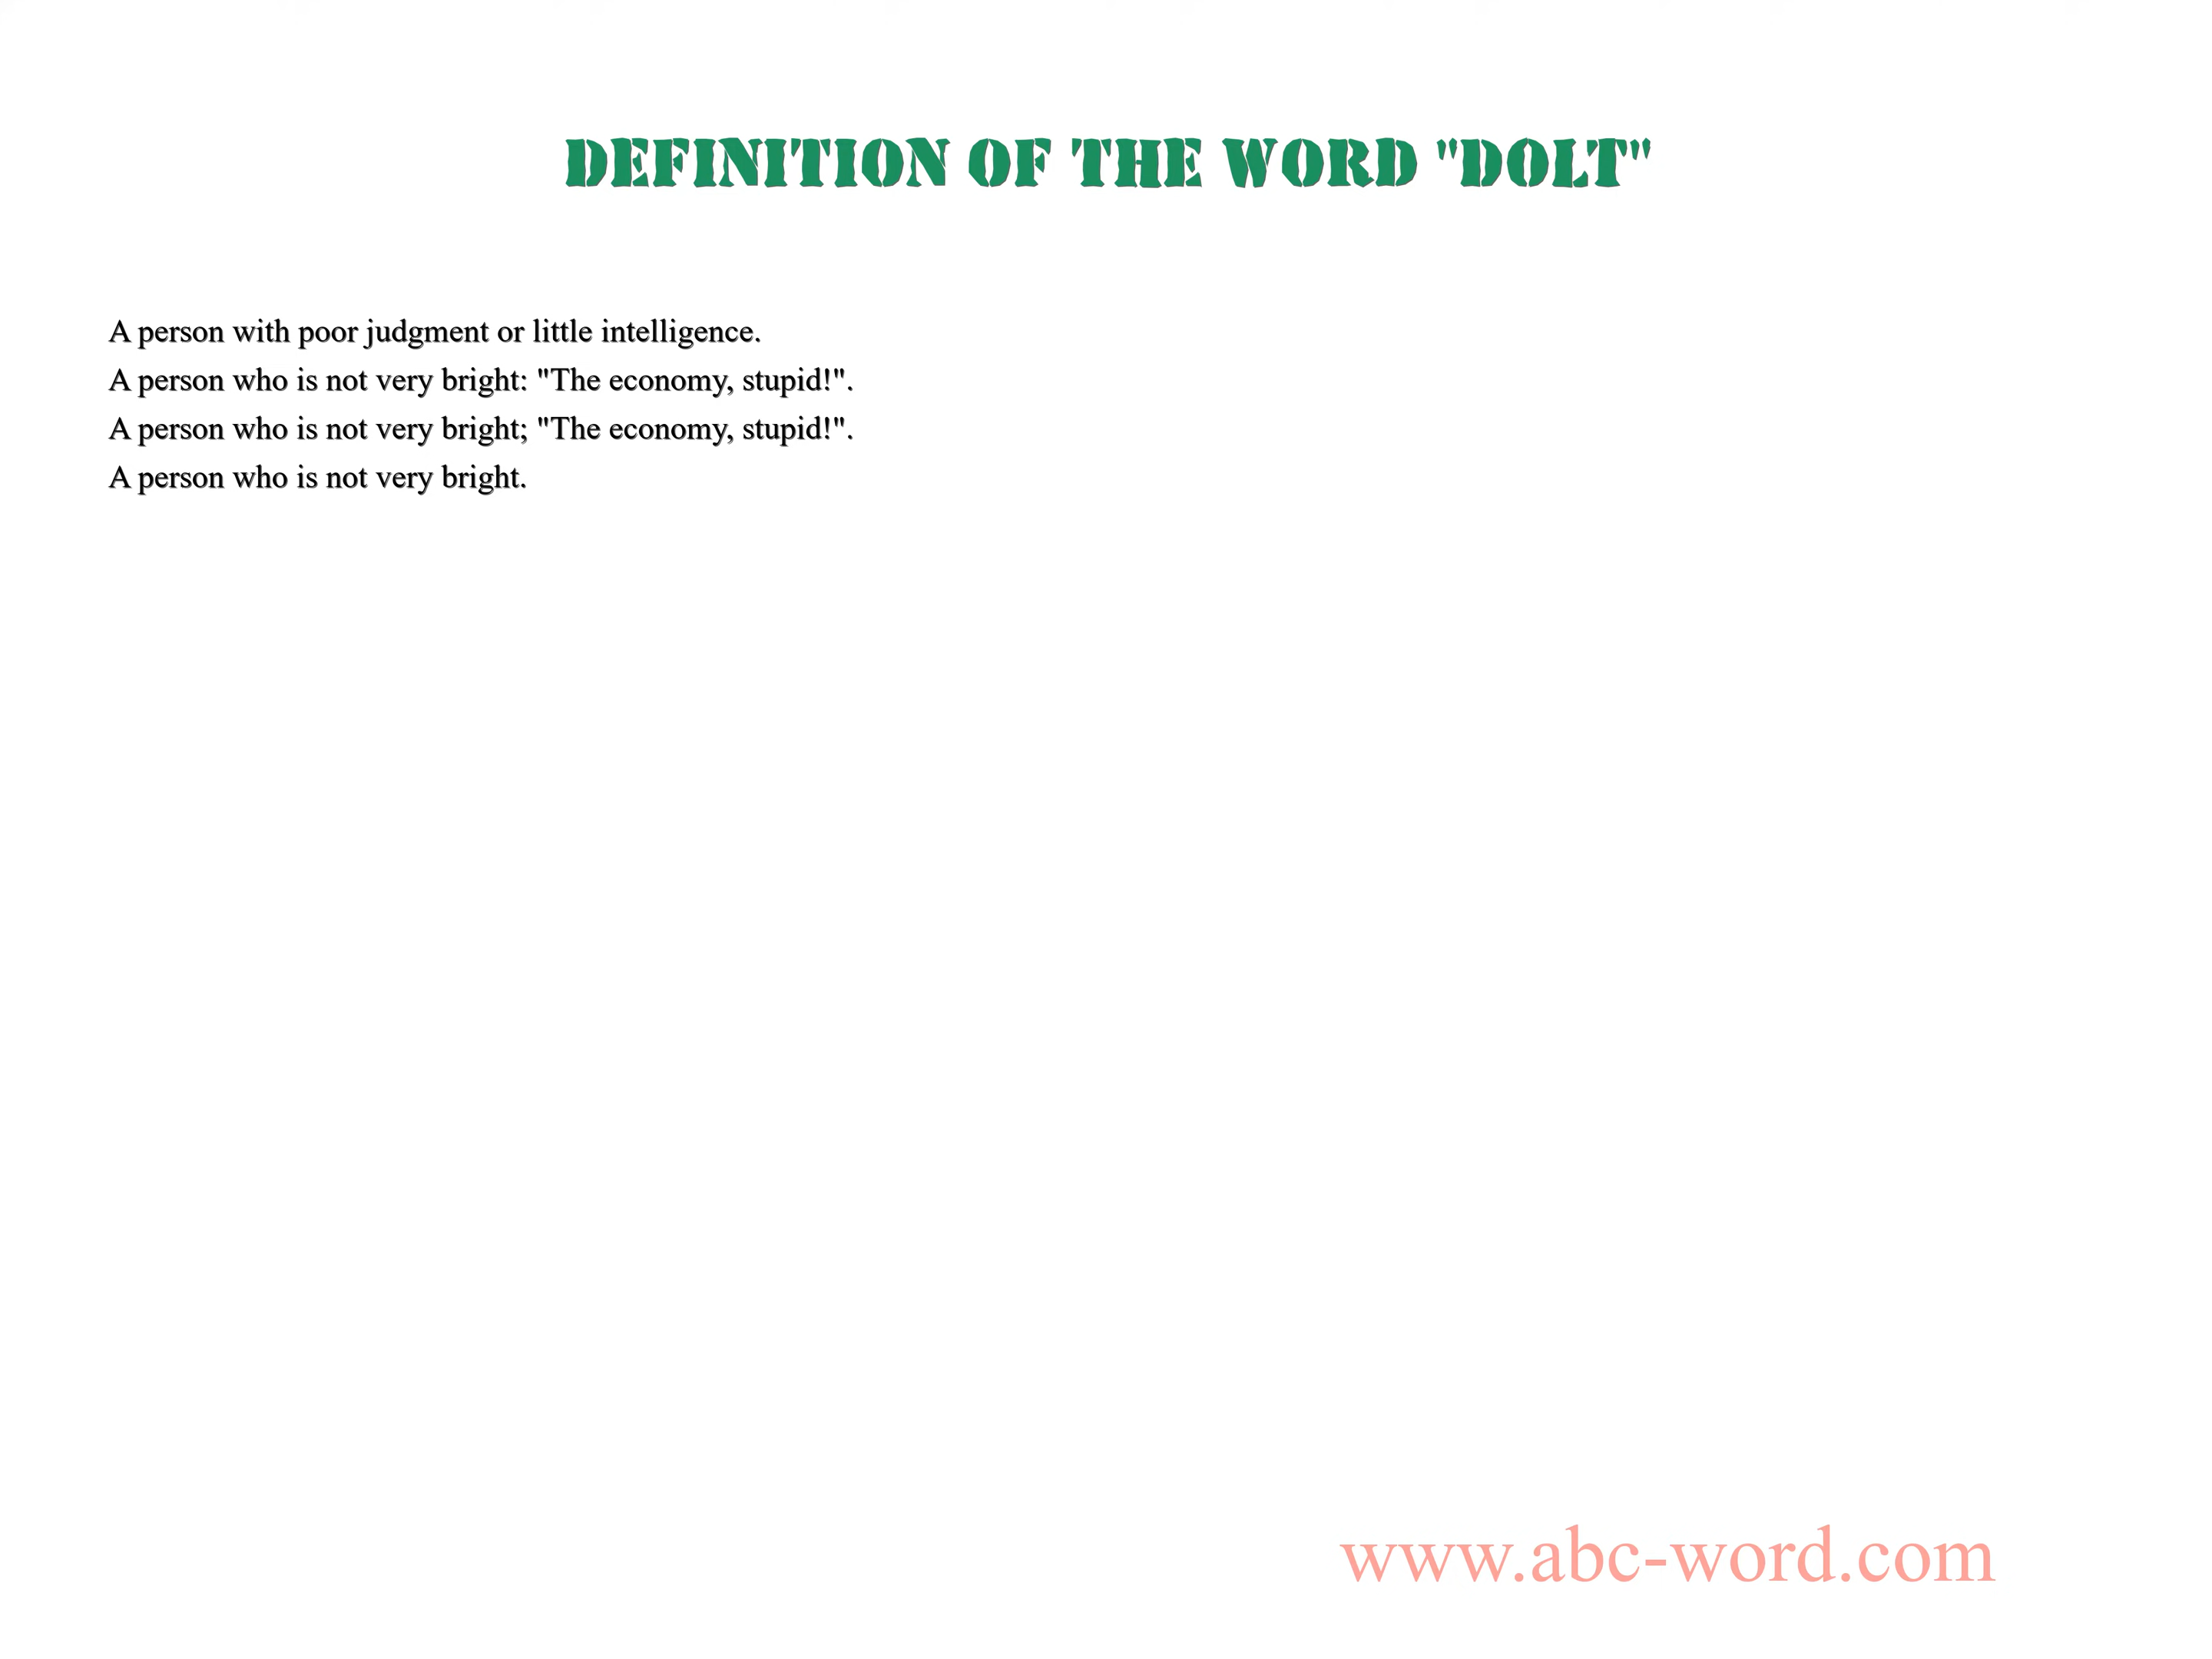 DEFINITION OF THE WORD "DOLT"
A person with poor judgment or little intelligence.
A person who is not very bright: "The economy, stupid!".
A person who is not very bright; "The economy, stupid!".
A person who is not very bright.
www.abc-word.com